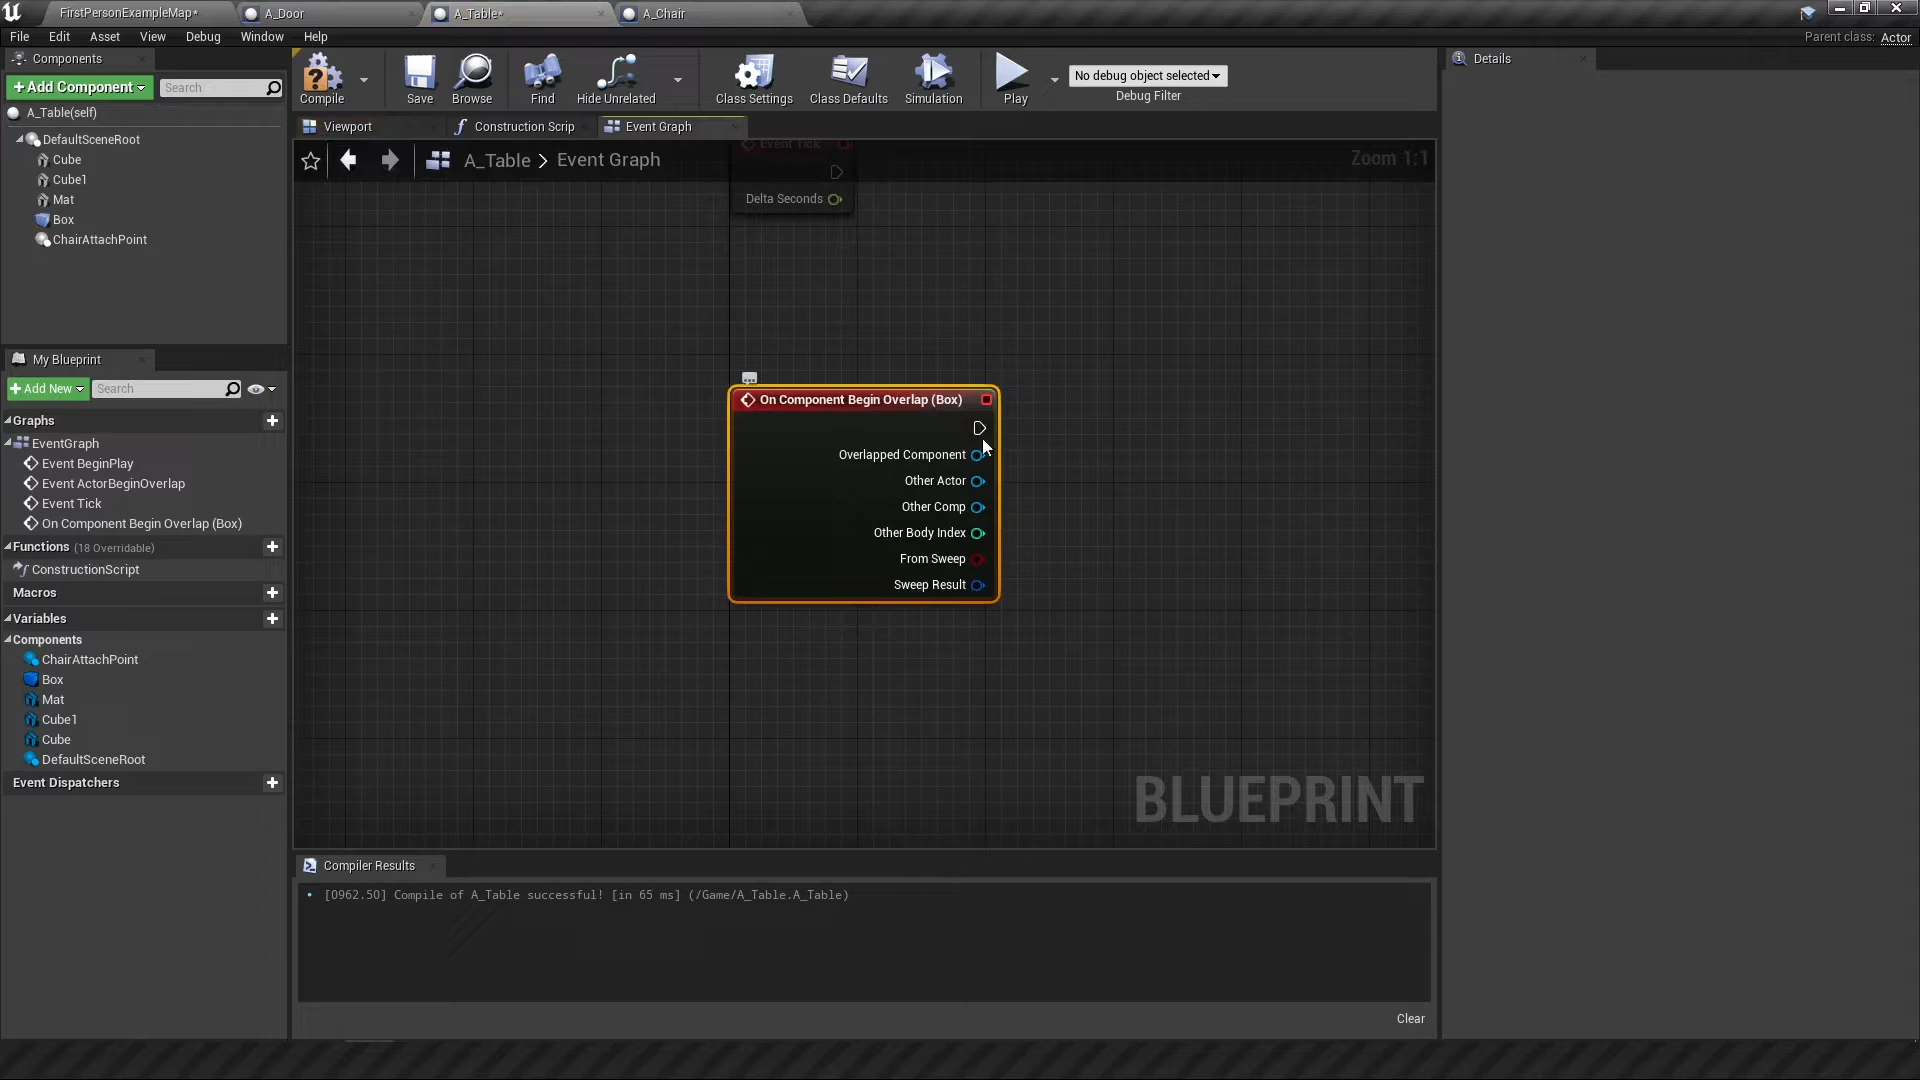 FirstPersonExampleMap*
A_Door
A_Table*
A_Chair
File Edit Asset View Debug Window Help
Parent class: Actor
Components
+Add Component
Search
A_Table(self)
DefaultSceneRoot
Cube
Cube1
Mat
Box
ChairAttachPoint
Compile
Save
Browse
Find
Hide Unrelated
Class Settings
Class Defaults
Simulation
Play
No debug object selected
Debug Filter
Details
Viewport
Construction Scrip
Event Graph
A_Table > Event Graph
Zoom 1:1
Event Tick
Delta Seconds
On Component Begin Overlap (Box)
Overlapped Component
Other Actor
Other Comp
Other Body Index
From Sweep
Sweep Result
BLUEPRINT
My Blueprint
+Add New
Search
Graphs
EventGraph
Event BeginPlay
Event ActorBeginOverlap
Event Tick
On Component Begin Overlap (Box)
Functions (18 Overridable)
ConstructionScript
Macros
Variables
Components
ChairAttachPoint
Box
Mat
Cube1
Cube
DefaultSceneRoot
Event Dispatchers
Compiler Results
[0962.50] Compile of A_Table successful! [in 65 ms] (/Game/A_Table.A_Table)
Clear